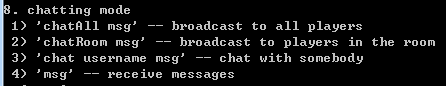 8. chatting mode
1) 'chatAll msg' -- broadcast to all players
2) 'chatRoom msg' -- broadcast to players in the room
3) 'chat username msg' -- chat with somebody
4) 'msg' -- receive messages